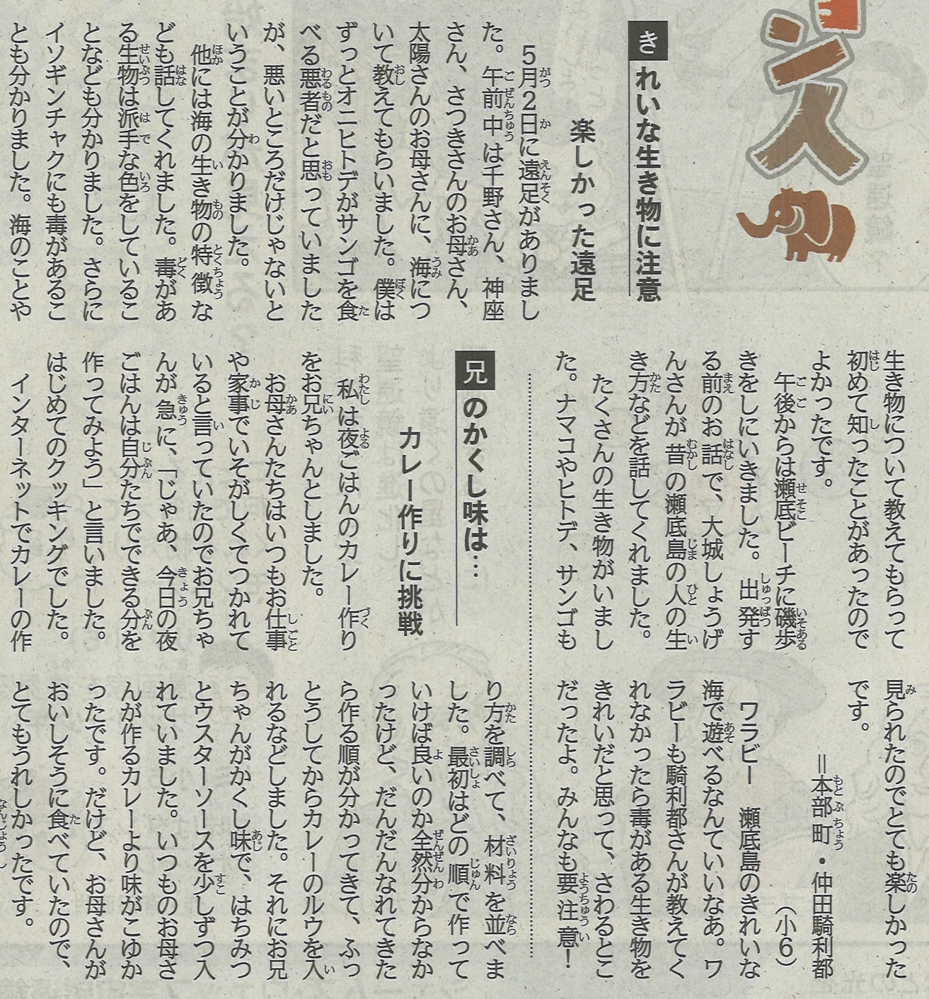 ン人
きれいな生き物に注意
楽しかった遠足
５月２日に遠足がありまし
た。午前中は千野さん、神座
さん、さつきさんのお母さん、
太陽さんのお母さんに、海につ
いて教えてもらいました。僕は
ずっとオニヒトデがサンゴを食
べる悪者だと思っていました
が、悪いところだけじゃないと
いうことが分かりました。
他には海の生き物の特徴な
ども話してくれました。毒があ
る生物は派手な色をしているこ
となども分かりました。さらに
イソギンチャクにも毒があるこ
とも分かりました。海のことや
生き物について教えてもらって
初めて知ったことがあったので
よかったです。
午後からは瀬底ビーチに磯歩
きをしにいきました。出発す
る前のお話で、大城しょうげ
んさんが昔の瀬底島の人の生
き方などを話してくれました。
たくさんの生き物がいまし
た。ナマコやヒトデ、サンゴも
見られたのでとても楽しかった
です。
＝本部町・仲田騎利都
（小６）
ワラビー　瀬底島のきれいな
海で遊べるなんていいなあ。ワ
ラビーも騎利都さんが教えてく
れなかったら毒がある生き物を
きれいだと思って、さわるとこ
だったよ。みんなも要注意！
兄のかくし味は…
カレー作りに挑戦
私は夜ごはんのカレー作り
をお兄ちゃんとしました。
お母さんたちはいつもお仕事
や家事でいそがしくてつかれて
いると言っていたのでお兄ちゃ
んが急に、「じゃあ、今日の夜
ごはんは自分たちでできる分を
作ってみよう」と言いました。
はじめてのクッキングでした。
インターネットでカレーの作
り方を調べて、材料を並べま
した。最初はどの順で作って
いけば良いのか全然分からなか
ったけど、だんだんなれてきた
ら作る順が分かってきて、ふっ
とうしてからカレーのルウを入
れるなどしました。それにお兄
ちゃんがかくし味で、はちみつ
とウスターソースを少しずつ入
れていました。いつものお母さ
んが作るカレーより味がこゆか
ったです。だけど、お母さんが
おいしそうに食べていたので、
とてもうれしかったです。